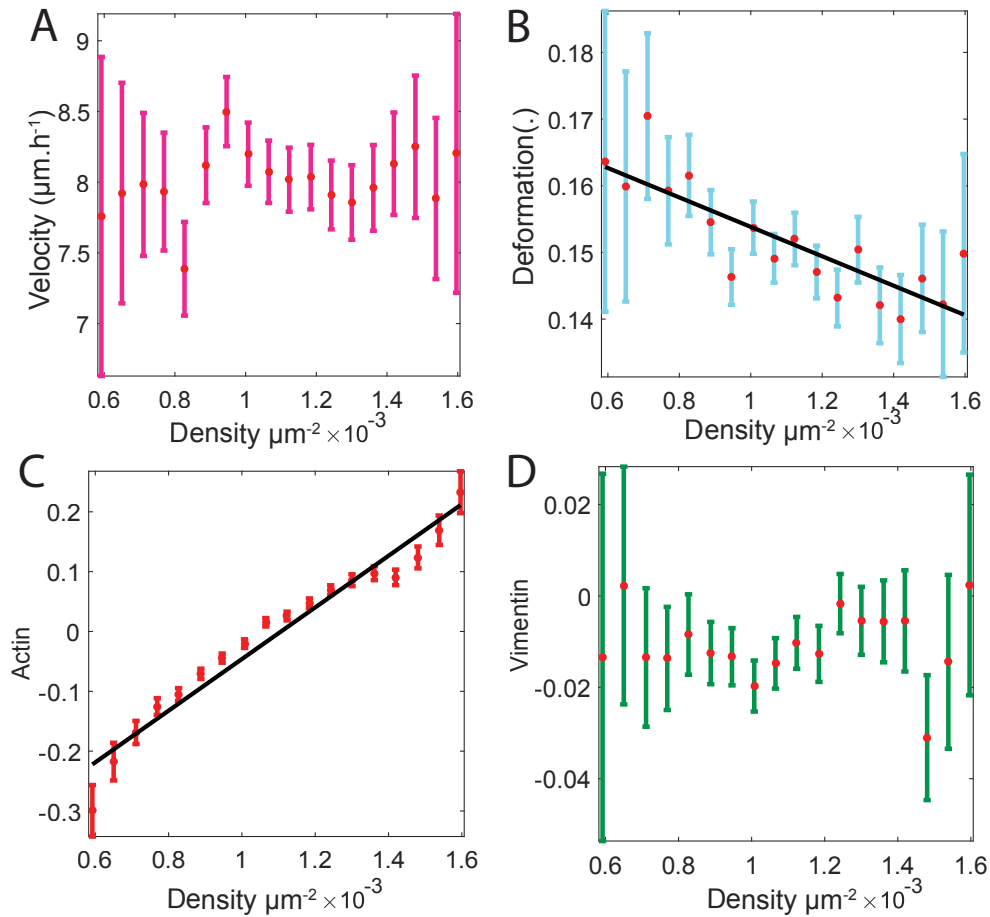 A
9
8.5
8
7.5
7
Velocity (µm.h⁻¹)
0.6 0.8 1 1.2 1.4 1.6
Density µm⁻² × 10⁻³
B
0.18
0.17
0.16
0.15
0.14
Deformation(.)
0.6 0.8 1 1.2 1.4 1.6
Density µm⁻² × 10⁻³
C
0.2
0.1
0
-0.1
-0.2
-0.3
Actin
0.6 0.8 1 1.2 1.4 1.6
Density µm⁻² × 10⁻³
D
0.02
0
-0.02
-0.04
Vimentin
0.6 0.8 1 1.2 1.4 1.6
Density µm⁻² × 10⁻³